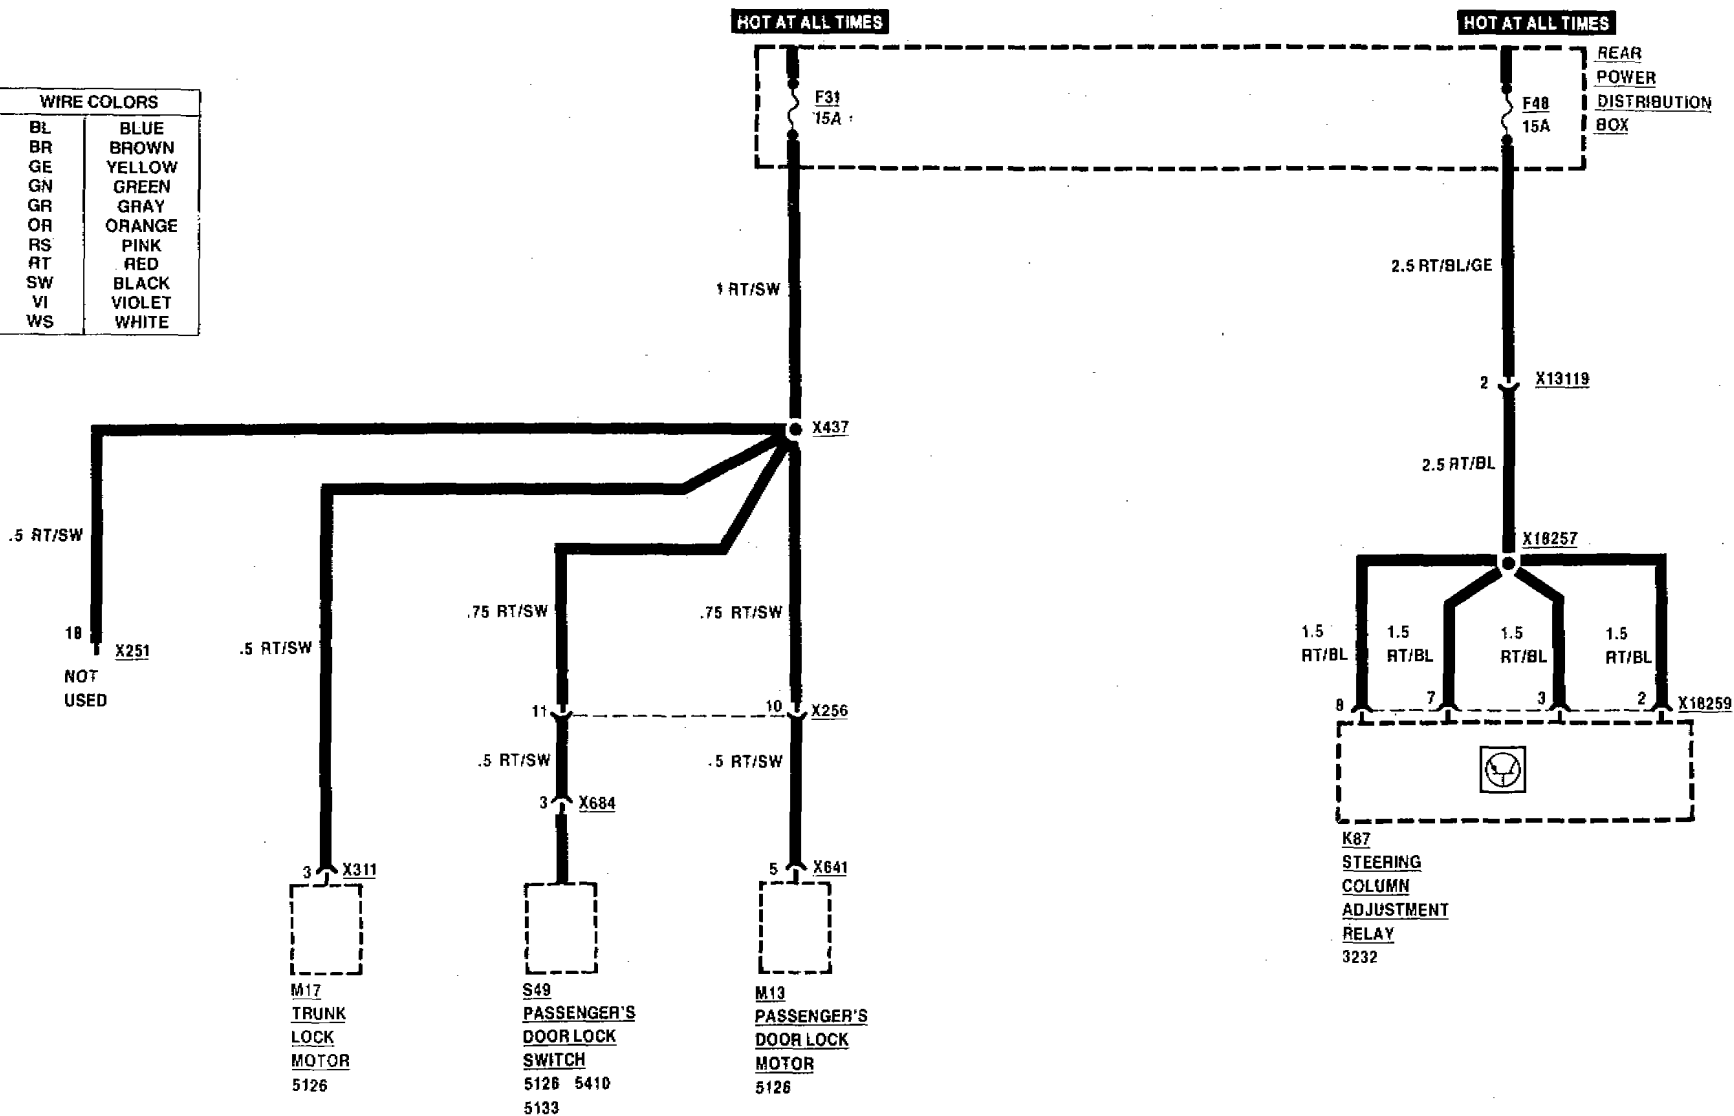 HOT AT ALL TIMES
HOT AT ALL TIMES
REAR
POWER
DISTRIBUTION
BOX
F31
15A
F48
15A
WIRE COLORS
BL BLUE
BR BROWN
GE YELLOW
GN GREEN
GR GRAY
OR ORANGE
RS PINK
RT RED
SW BLACK
VI VIOLET
WS WHITE
1 RT/SW
2.5 RT/BL/GE
2 X13119
X437
2.5 RT/BL
.5 RT/SW
X18257
18 X251
NOT
USED
.5 RT/SW
.75 RT/SW
.75 RT/SW
1.5
RT/BL
1.5
RT/BL
1.5
RT/BL
1.5
RT/BL
11
10 X256
8
7
3
2 X18259
.5 RT/SW
.5 RT/SW
3 X684
3 X311
5 X641
K87
STEERING
COLUMN
ADJUSTMENT
RELAY
3232
M17
TRUNK
LOCK
MOTOR
5126
S49
PASSENGER'S
DOOR LOCK
SWITCH
5126 5410
5133
M13
PASSENGER'S
DOOR LOCK
MOTOR
5126